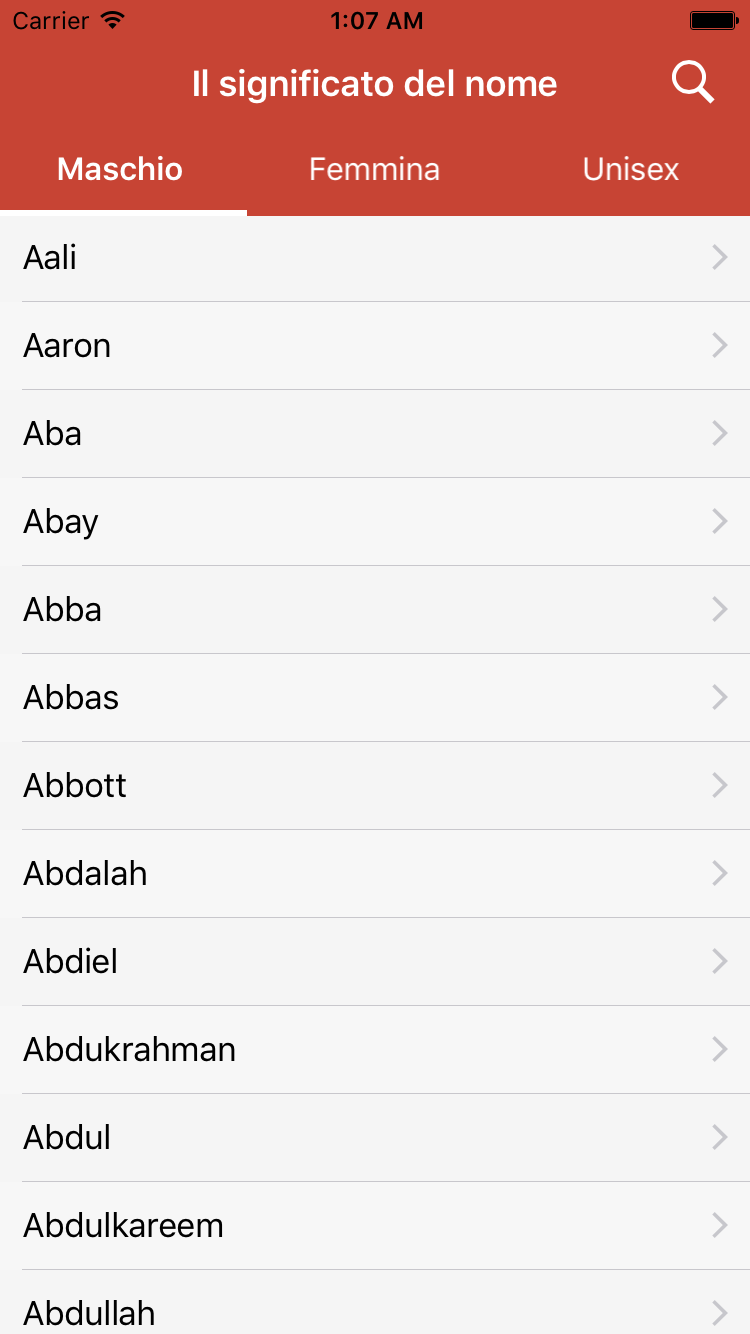 Carrier 1:07 AM
Il significato del nome
Maschio Femmina Unisex
Aali
Aaron
Aba
Abay
Abba
Abbas
Abbott
Abdalah
Abdiel
Abdukrahman
Abdul
Abdulkareem
Abdullah